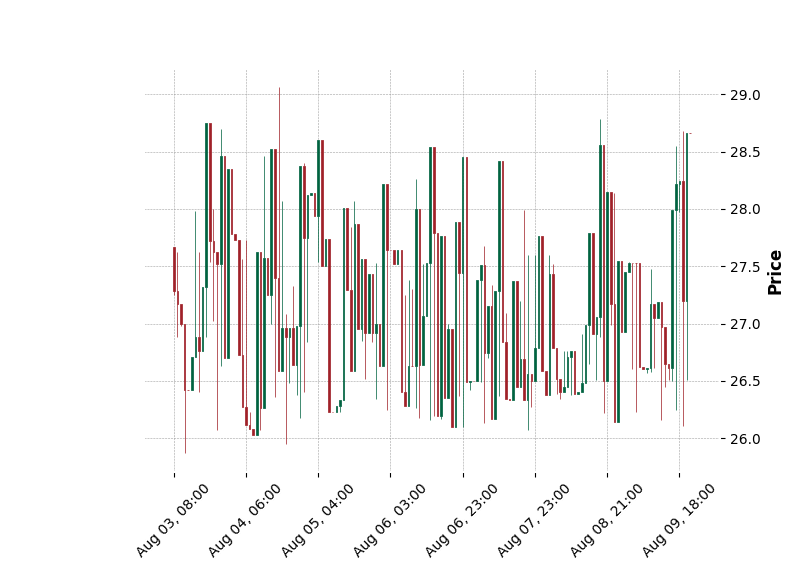 29.0
28.5
28.0
27.5
27.0
26.5
26.0
Price
Aug 03, 08:00
Aug 04, 06:00
Aug 05, 04:00
Aug 06, 03:00
Aug 06, 23:00
Aug 07, 23:00
Aug 08, 21:00
Aug 09, 18:00